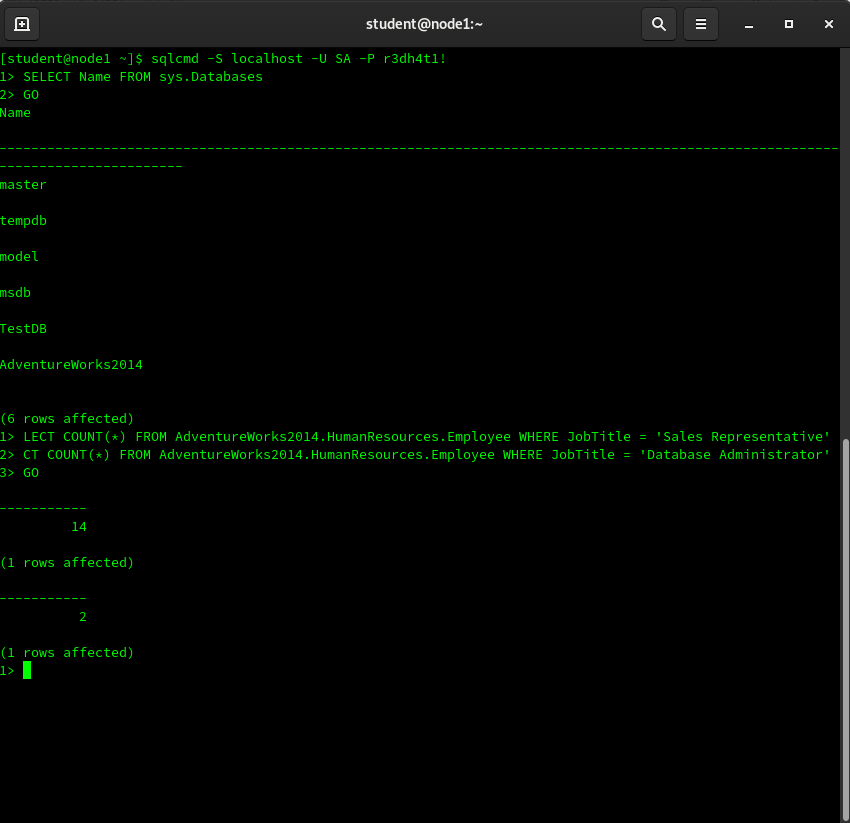 student@node1:~
[student@node1 ~]$ sqlcmd -S localhost -U SA -P r3dh4t1!
1> SELECT Name FROM sys.Databases
2> GO
Name
---------------------------------------------------------------------------------------------------------
-----------------------
master
tempdb
model
msdb
TestDB
AdventureWorks2014
(6 rows affected)
1> LECT COUNT(*) FROM AdventureWorks2014.HumanResources.Employee WHERE JobTitle = 'Sales Representative'
2> CT COUNT(*) FROM AdventureWorks2014.HumanResources.Employee WHERE JobTitle = 'Database Administrator'
3> GO
-----------
14
(1 rows affected)
-----------
2
(1 rows affected)
1>